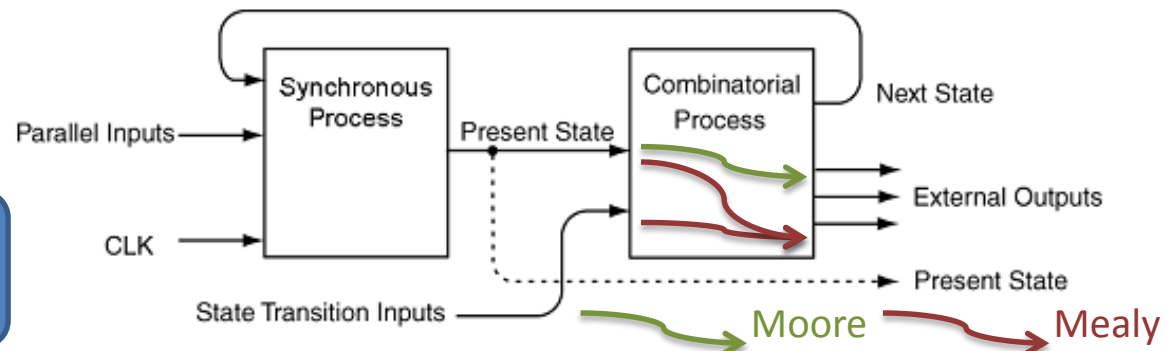 Synchronous
Process
Combinatorial
Process
Next State
Parallel Inputs
Present State
External Outputs
CLK
Present State
State Transition Inputs
Moore
Mealy